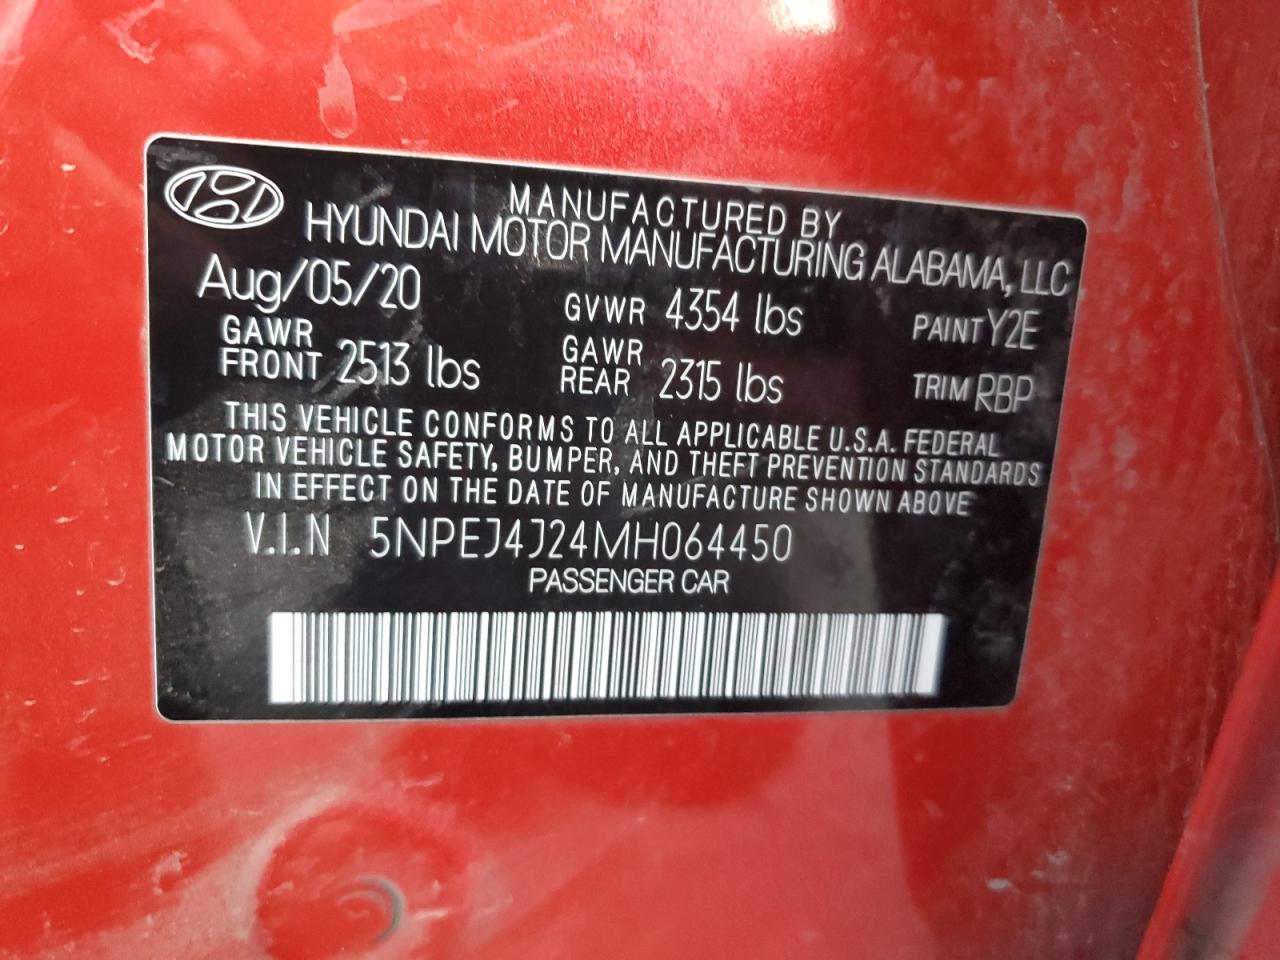 MANUFACTURED BY
HYUNDAI MOTOR MANUFACTURING ALABAMA, LLC
Aug/05/20 GVWR 4354 lbs PAINT Y2E
GAWR FRONT 2513 lbs GAWR REAR 2315 lbs TRIM RBP
THIS VEHICLE CONFORMS TO ALL APPLICABLE U.S.A. FEDERAL
MOTOR VEHICLE SAFETY, BUMPER, AND THEFT PREVENTION STANDARDS
IN EFFECT ON THE DATE OF MANUFACTURE SHOWN ABOVE
V.I.N 5NPEJ4J24MH064450
PASSENGER CAR